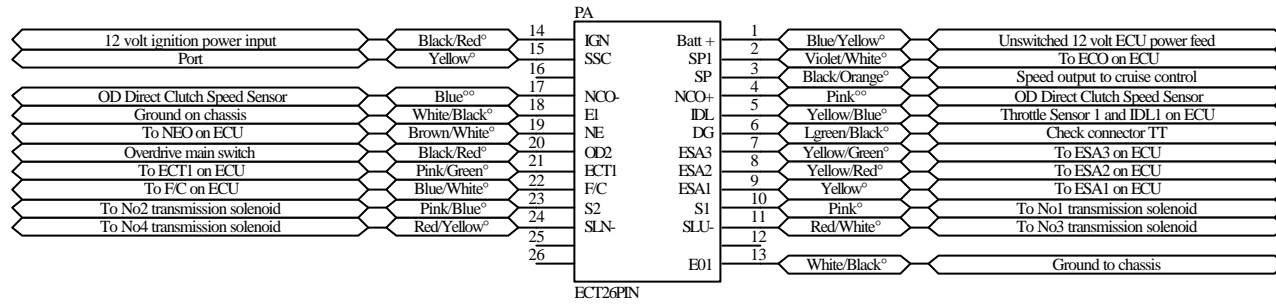 PA
12 volt ignition power input Black/Red° 14 IGN Batt + 1 Blue/Yellow° Unswitched 12 volt ECU power feed
Port Yellow° 15 SSC SP1 2 Violet/White° To ECO on ECU
16 SP 3 Black/Orange° Speed output to cruise control
OD Direct Clutch Speed Sensor Blue°° 17 NCO- NCO+ 4 Pink°° OD Direct Clutch Speed Sensor
Ground on chassis White/Black° 18 E1 IDL 5 Yellow/Blue° Throttle Sensor 1 and IDL1 on ECU
To NEO on ECU Brown/White° 19 NE DG 6 Lgreen/Black° Check connector TT
Overdrive main switch Black/Red° 20 OD2 ESA3 7 Yellow/Green° To ESA3 on ECU
To ECT1 on ECU Pink/Green° 21 ECT1 ESA2 8 Yellow/Red° To ESA2 on ECU
To F/C on ECU Blue/White° 22 F/C ESA1 9 Yellow° To ESA1 on ECU
To No2 transmission solenoid Pink/Blue° 23 S2 S1 10 Pink° To No1 transmission solenoid
To No4 transmission solenoid Red/Yellow° 24 SLN- SLU- 11 Red/White° To No3 transmission solenoid
25 12
26 E01 13 White/Black° Ground to chassis
ECT26PIN